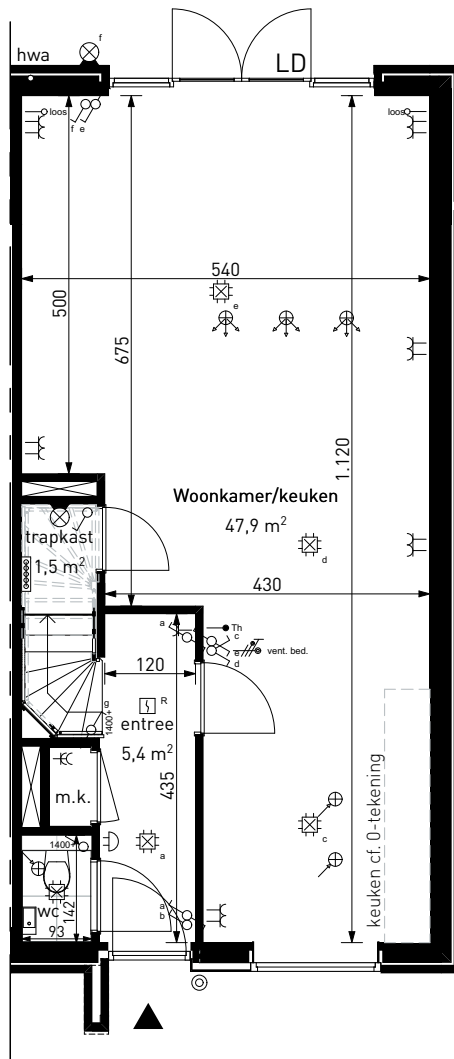 f
hwa
LD
loos
f e
loos
540
e
500
675
1.120
Woonkamer/keuken
47,9 m²
trapkast
1,5 m²
d
430
a
Th
c
e
d
vent. bed.
120
g
1400+
R
entree
5,4 m²
435
m.k.
keuken cf. 0-tekening
1400+
a
c
wc
142
93
a
b